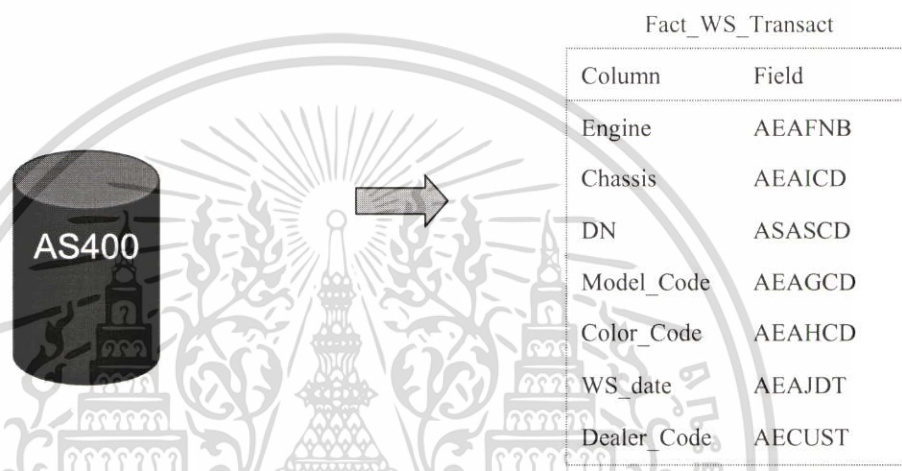 Fact_WS_Transact
Column Field
Engine AEAFNB
Chassis AEAICD
DN ASASCD
Model_Code AEAGCD
Color_Code AEAHCD
WS_date AEAJDT
Dealer_Code AECUST
AS400